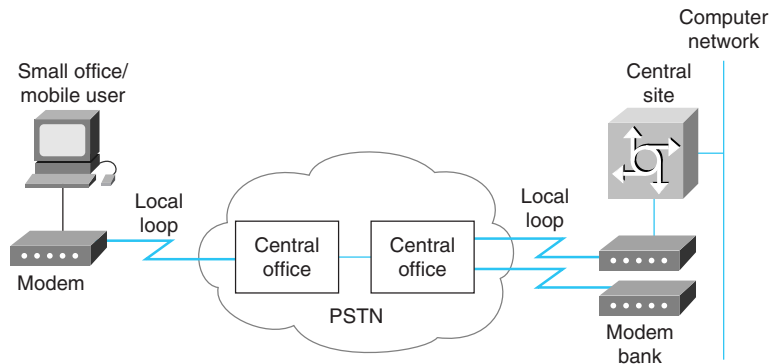 Computer
network
Small office/
mobile user
Central
site
Local
loop
Local
loop
Central
office
Central
office
Modem
PSTN
Modem
bank